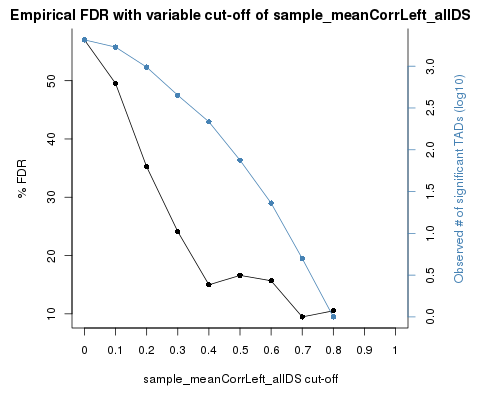 Empirical FDR with variable cut-off of sample_meanCorrLeft_allDS
% FDR
50
40
30
20
10
3.0
2.5
2.0
1.5
1.0
0.5
0.0
Observed # of significant TADs (log10)
0 0.1 0.2 0.3 0.4 0.5 0.6 0.7 0.8 0.9 1
sample_meanCorrLeft_allDS cut-off